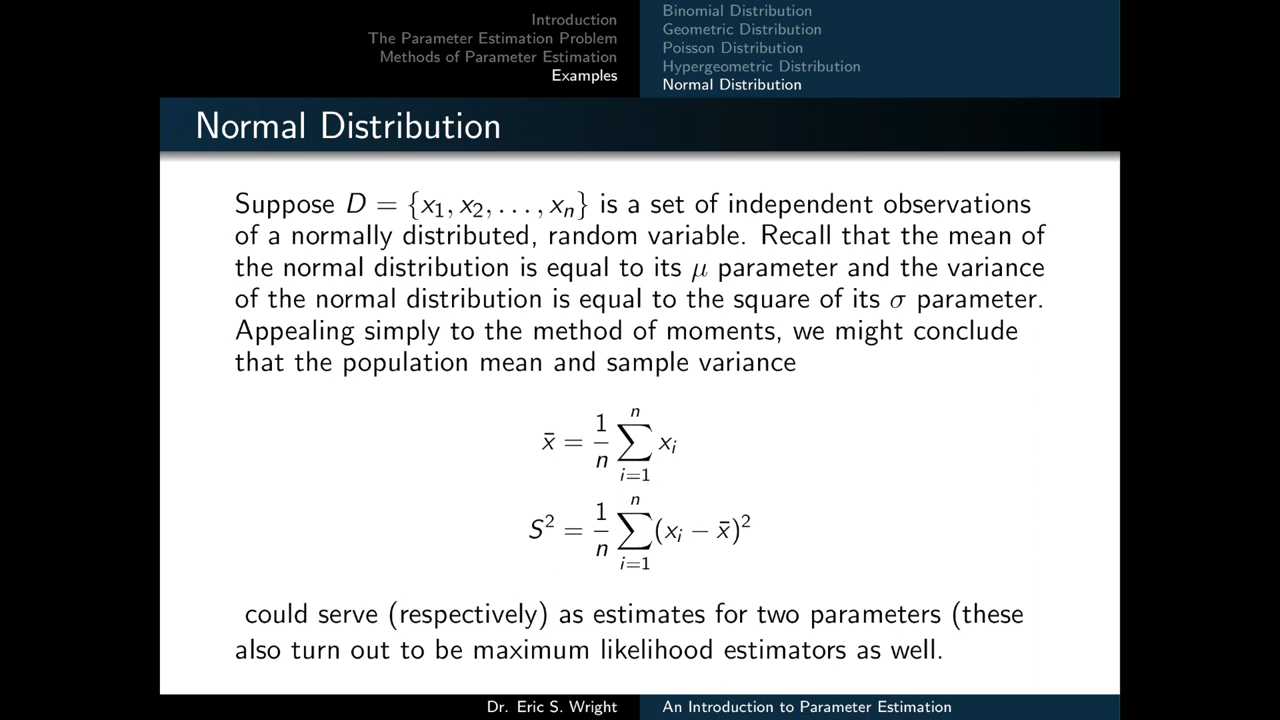 Introduction
The Parameter Estimation Problem
Methods of Parameter Estimation
Examples
Binomial Distribution
Geometric Distribution
Poisson Distribution
Hypergeometric Distribution
Normal Distribution
Normal Distribution
Suppose D = {x₁, x₂, . . . , xₙ} is a set of independent observations
of a normally distributed, random variable. Recall that the mean of
the normal distribution is equal to its μ parameter and the variance
of the normal distribution is equal to the square of its σ parameter.
Appealing simply to the method of moments, we might conclude
that the population mean and sample variance
x̄ = 1/n ∑_{i=1}^{n} x_i
S² = 1/n ∑_{i=1}^{n} (x_i − x̄)²
could serve (respectively) as estimates for two parameters (these
also turn out to be maximum likelihood estimators as well.
Dr. Eric S. Wright
An Introduction to Parameter Estimation